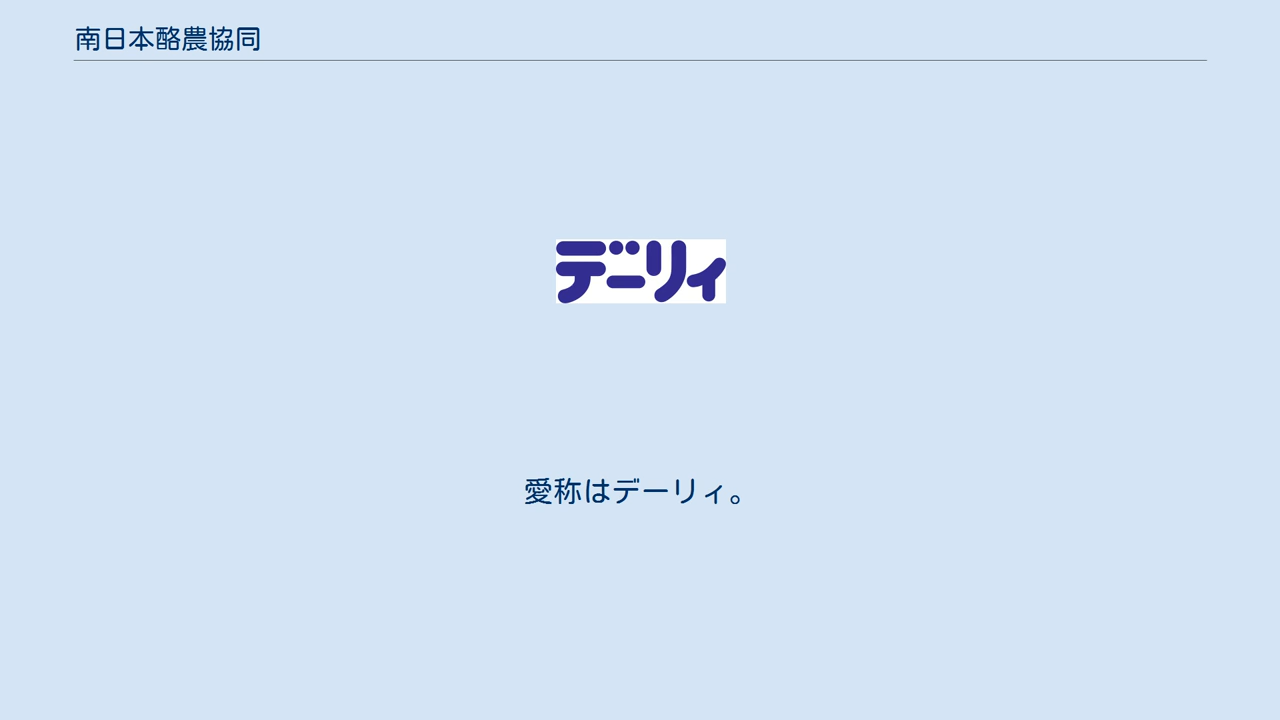 南日本酪農協同
デーリィ
愛称はデーリィ。